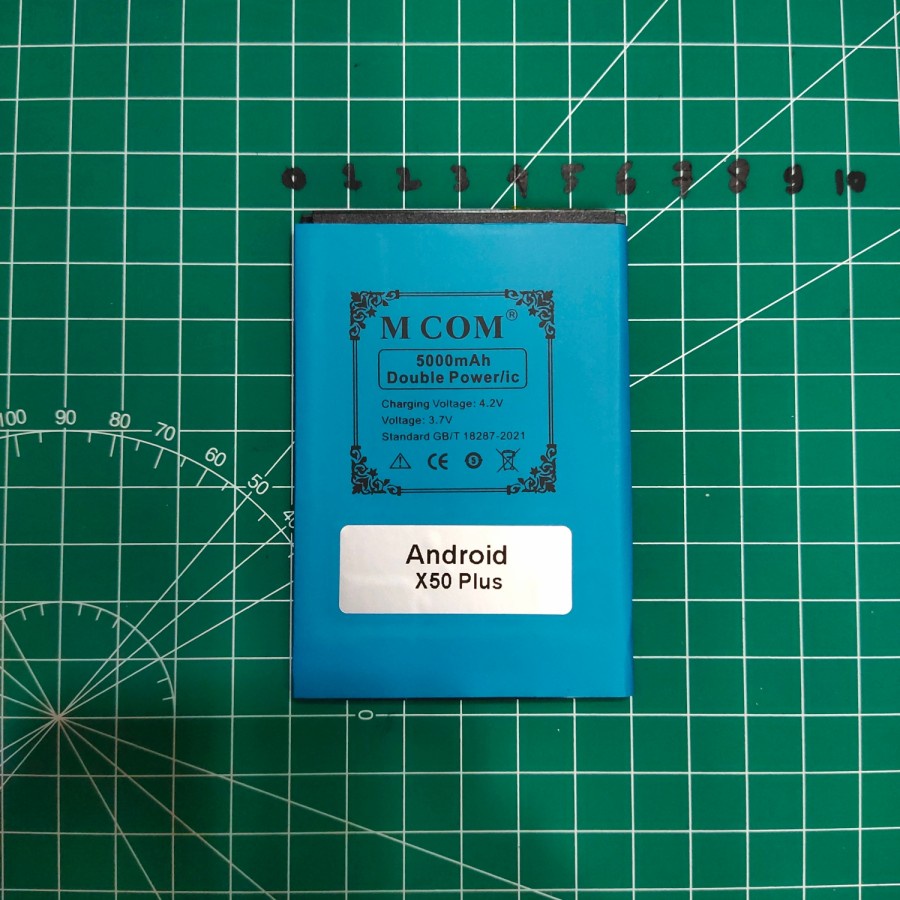 0 1 2 3 4 5 6 7 8 9 10
M COM®
5000mAh
Double Power/ic
Charging Voltage: 4.2V
Voltage: 3.7V
Standard GB/T 18287-2021
CE
5
Android
X50 Plus
100 90 80 70 60 50
0